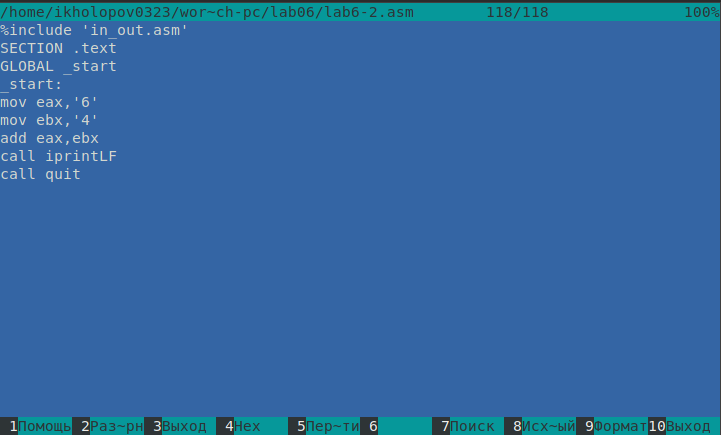 /home/ikholopov0323/wor~ch-pc/lab06/lab6-2.asm 118/118 100%
%include 'in_out.asm'
SECTION .text
GLOBAL _start
_start:
mov eax,'6'
mov ebx,'4'
add eax,ebx
call iprintLF
call quit
1Помощь 2Раз~рн 3Выход 4Hex 5Пер~ти 6 7Поиск 8Исх~ый 9Формат 10Выход